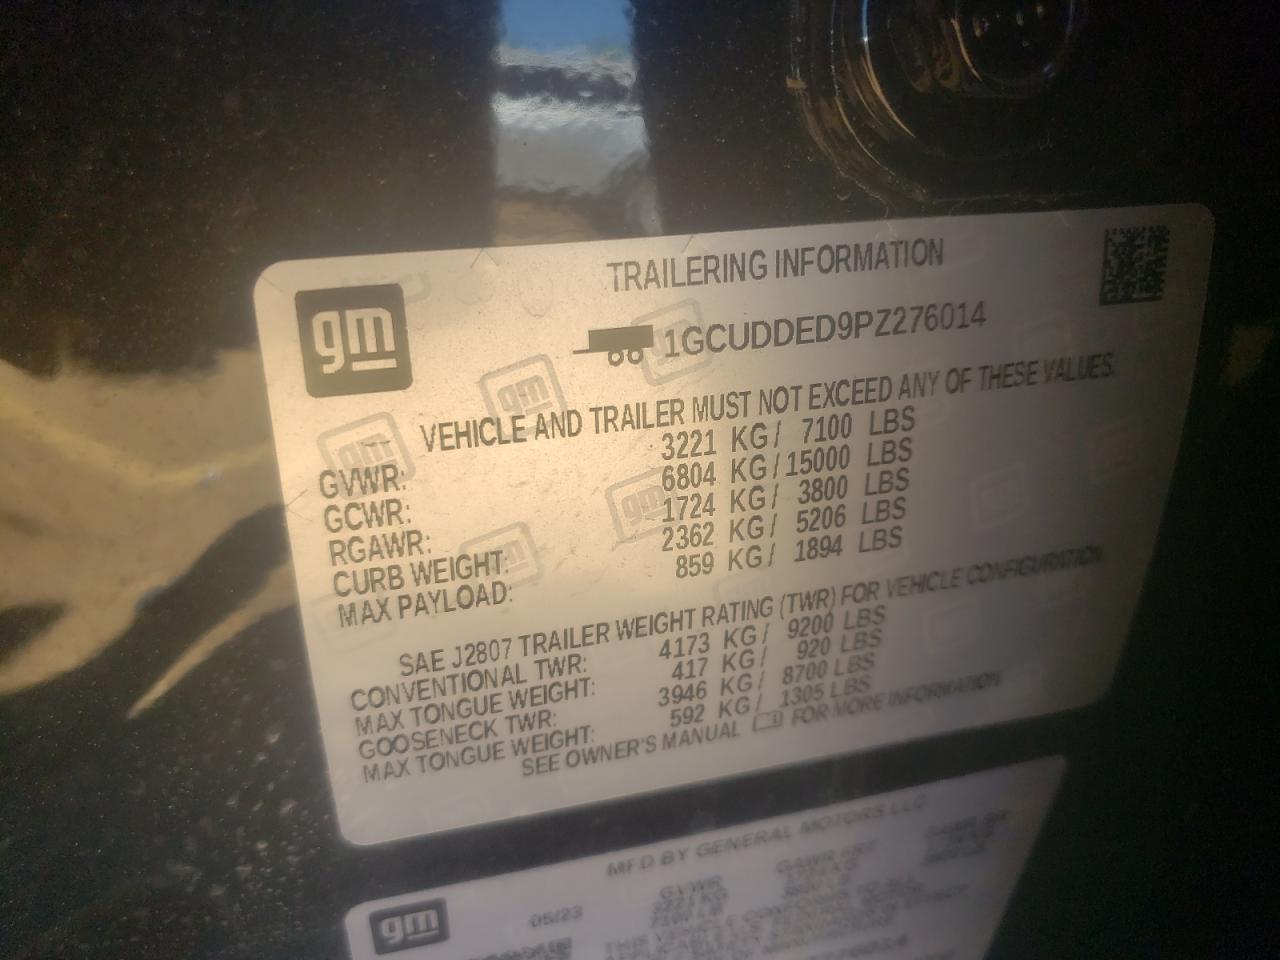 TRAILERING INFORMATION
gm
1GCUDDED9PZ276014
VEHICLE AND TRAILER MUST NOT EXCEED ANY OF THESE VALUES.
GVWR: 3221 KG / 7100 LBS
GCWR: 6804 KG / 15000 LBS
RGAWR: 1724 KG / 3800 LBS
CURB WEIGHT: 2362 KG / 5206 LBS
MAX PAYLOAD: 859 KG / 1894 LBS
SAE J2807 TRAILER WEIGHT RATING (TWR) FOR VEHICLE CONFIGURATION
CONVENTIONAL TWR: 4173 KG / 9200 LBS
MAX TONGUE WEIGHT: 417 KG / 920 LBS
GOOSENECK TWR: 3946 KG / 8700 LBS
MAX TONGUE WEIGHT: 592 KG / 1305 LBS
SEE OWNER'S MANUAL FOR MORE INFORMATION
MFD BY GENERAL MOTORS LLC
gm
05/23
GVWR
3221 KG
7100 LB